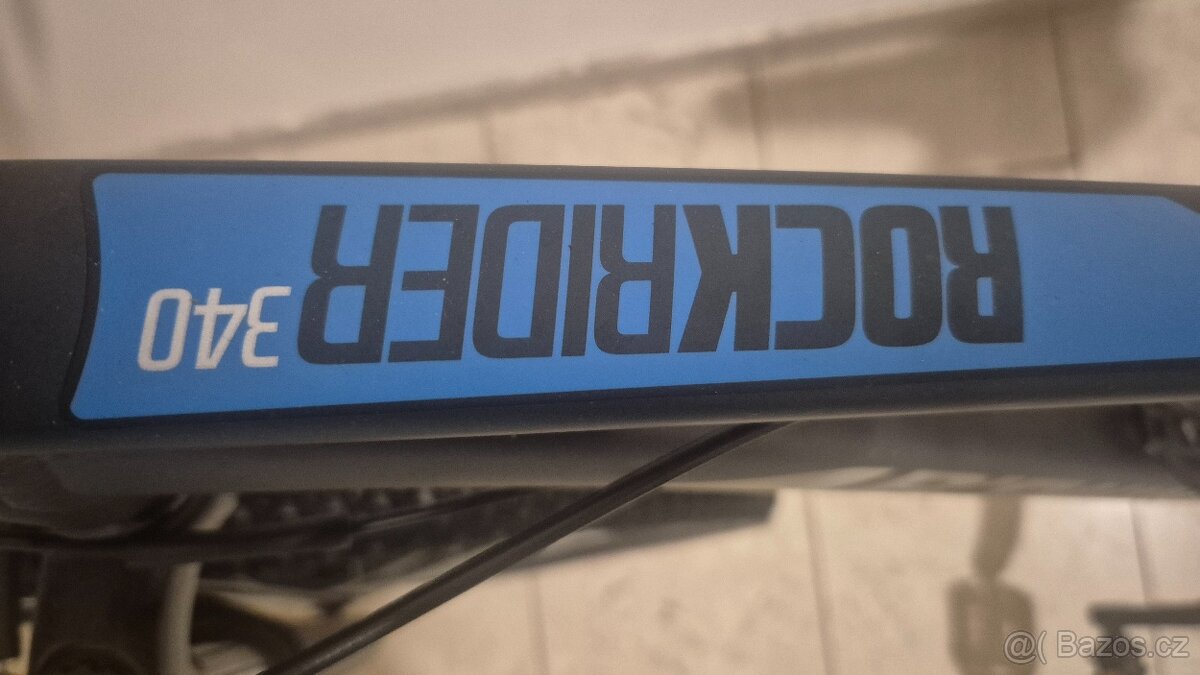 ROCKRIDER 340
@( Bazos.cz